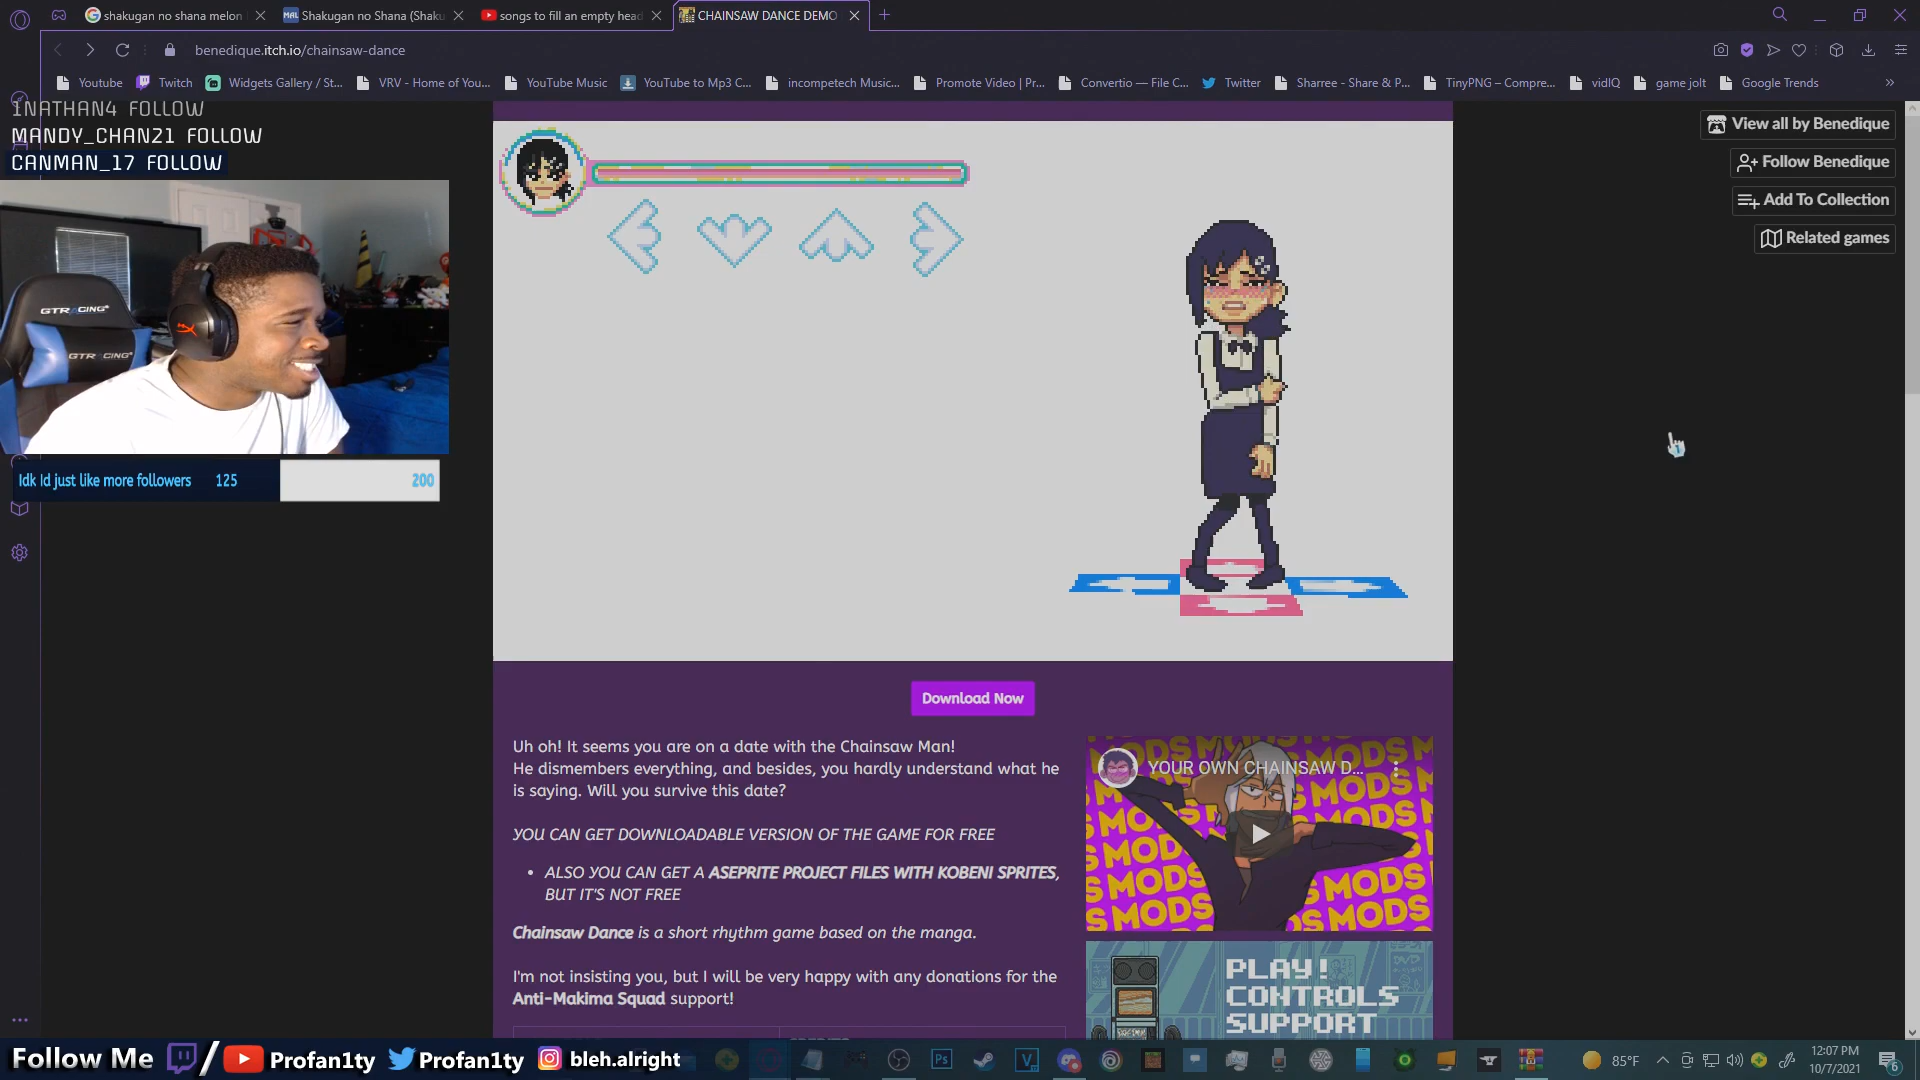 shakugan no shana melon
Shakugan no Shana (Shaku
songs to fill an empty head
CHAINSAW DANCE DEMO
benedique.itch.io/chainsaw-dance
Youtube
Twitch
Widgets Gallery / St...
VRV - Home of You...
YouTube Music
YouTube to Mp3 C...
incompetech Music...
Promote Video | Pr...
Convertio — File C...
Twitter
Sharree - Share & P...
TinyPNG – Compre...
vidIQ
game jolt
Google Trends
1NATHAN4 FOLLOW
MANDY_CHAN21 FOLLOW
CANMAN_17 FOLLOW
GTRACING
GTRACING
Idk Id just like more followers 125 200
View all by Benedique
Follow Benedique
Add To Collection
Related games
Download Now
Uh oh! It seems you are on a date with the Chainsaw Man!
He dismembers everything, and besides, you hardly understand what he
is saying. Will you survive this date?
YOU CAN GET DOWNLOADABLE VERSION OF THE GAME FOR FREE
• ALSO YOU CAN GET A ASEPRITE PROJECT FILES WITH KOBENI SPRITES,
BUT IT'S NOT FREE
Chainsaw Dance is a short rhythm game based on the manga.
I'm not insisting you, but I will be very happy with any donations for the
Anti-Makima Squad support!
YOUR OWN CHAINSAW D...
PLAY!
CONTROLS
SUPPORT
Follow Me / Profan1ty Profan1ty bleh.alright
85°F
12:07 PM
10/7/2021
6